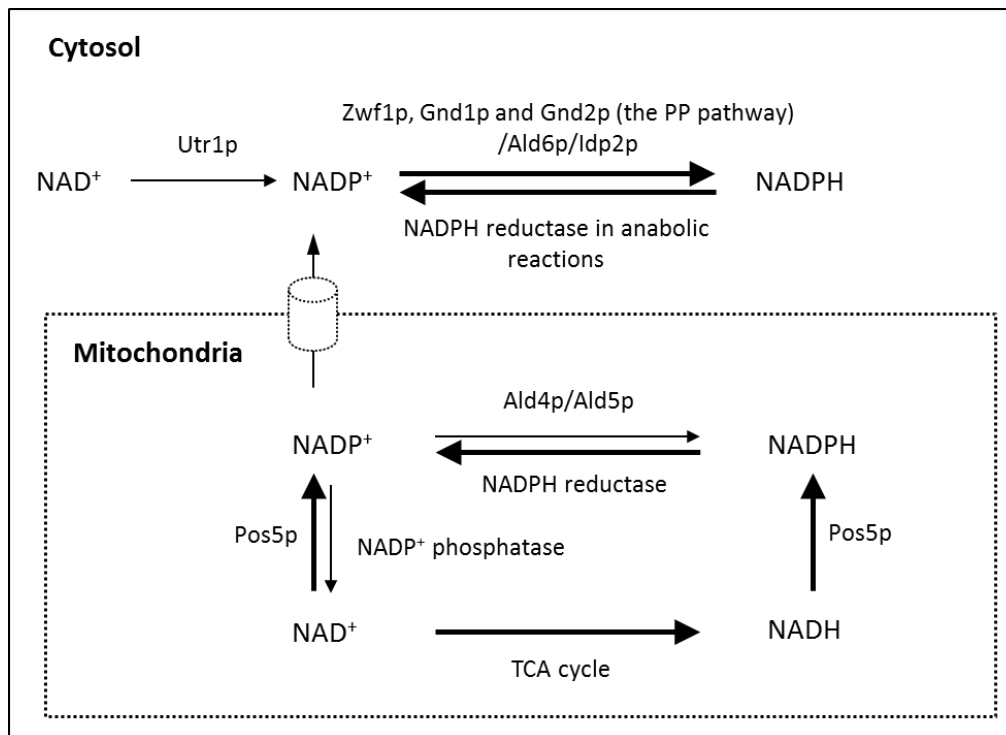 Cytosol
Zwf1p, Gnd1p and Gnd2p (the PP pathway)
/Ald6p/Idp2p
Utr1p
NAD⁺
NADP⁺
NADPH
NADPH reductase in anabolic
reactions
Mitochondria
Ald4p/Ald5p
NADP⁺
NADPH
NADPH reductase
Pos5p
NADP⁺ phosphatase
Pos5p
NAD⁺
NADH
TCA cycle